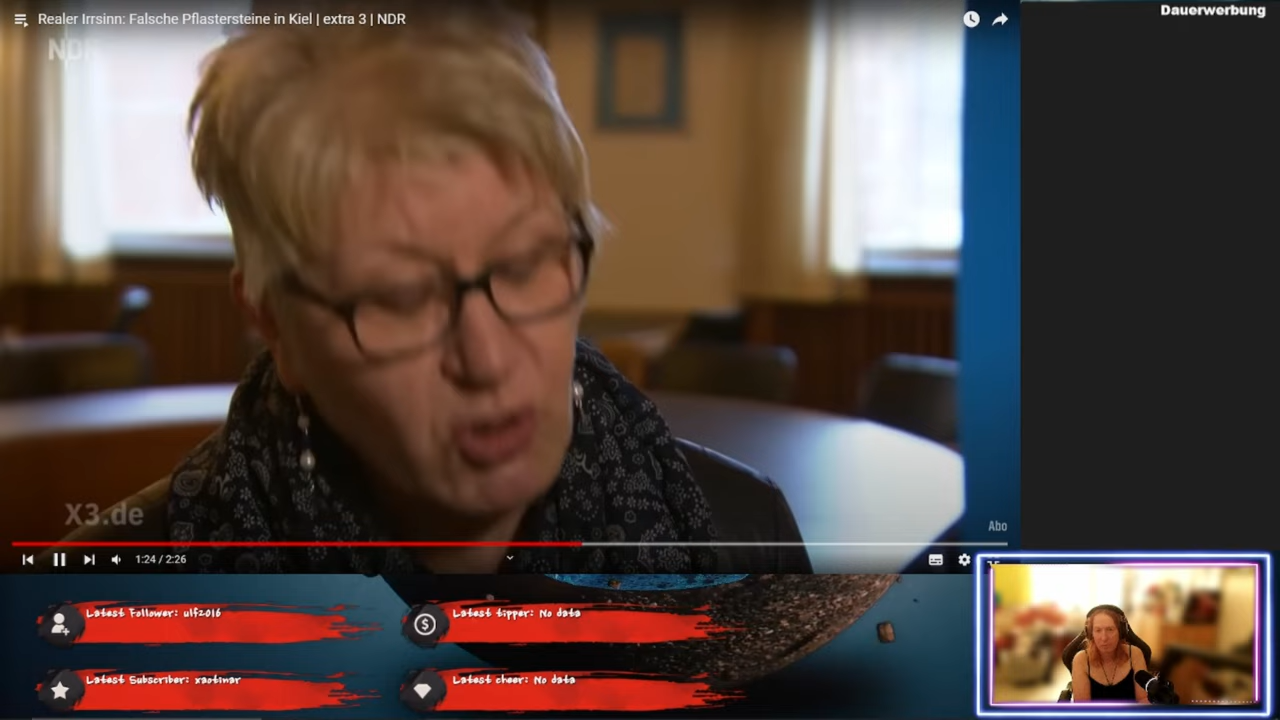 Realer Irrsinn: Falsche Pflastersteine in Kiel | extra 3 | NDR
Dauerwerbung
NDR
X3.de
Abo
1:24 / 2:26
Latest Follower: ulf2016
Latest tipper: No data
Latest Subscriber: xaotinar
Latest cheer: No data